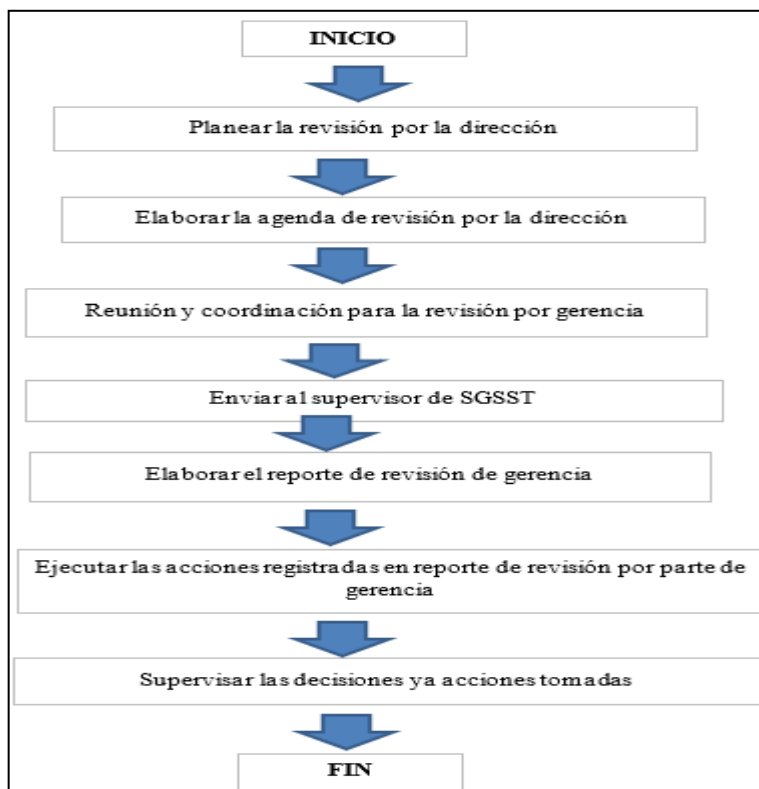 INICIO
Planear la revisión por la dirección
Elaborar la agenda de revisión por la dirección
Reunión y coordinación para la revisión por gerencia
Enviar al supervisor de SGSST
Elaborar el reporte de revisión de gerencia
Ejecutar las acciones registradas en reporte de revisión por parte de
gerencia
Supervisar las decisiones ya acciones tomadas
FIN